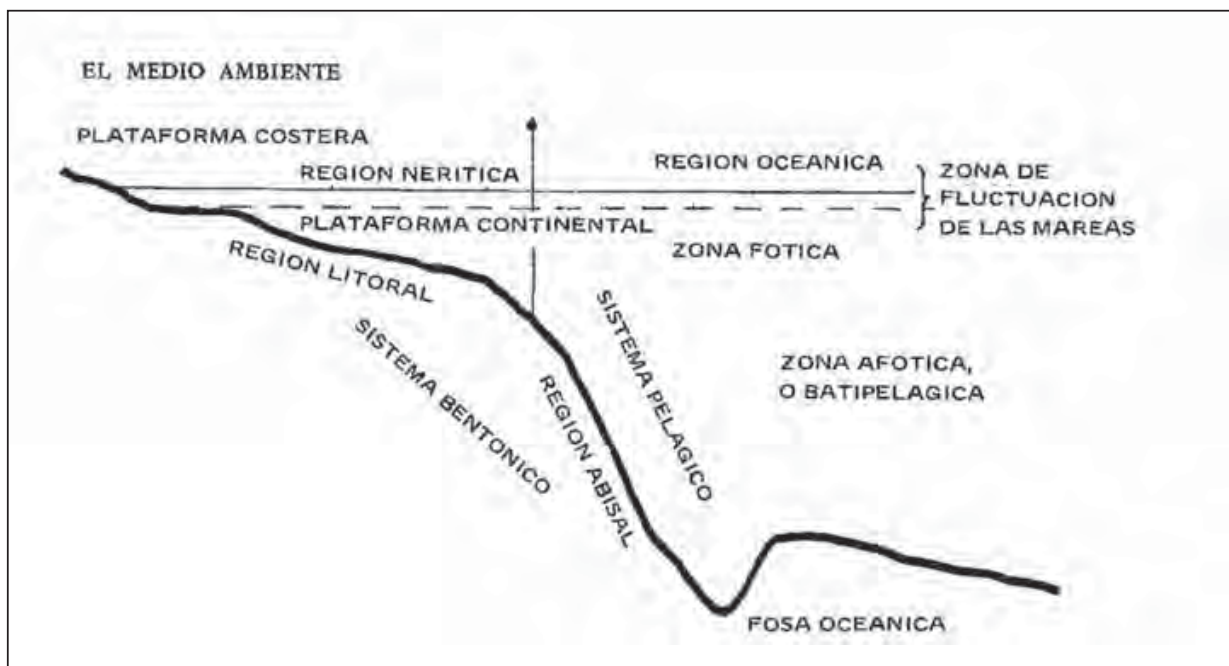 EL MEDIO AMBIENTE
PLATAFORMA COSTERA
REGION NERITICA
REGION OCEANICA
ZONA DE
FLUCTUACION
DE LAS MAREAS
PLATAFORMA CONTINENTAL
REGION LITORAL
ZONA FOTICA
SISTEMA BENTONICO
REGION ABISAL
SISTEMA PELAGICO
ZONA AFOTICA,
O BATIPELAGICA
FOSA OCEANICA